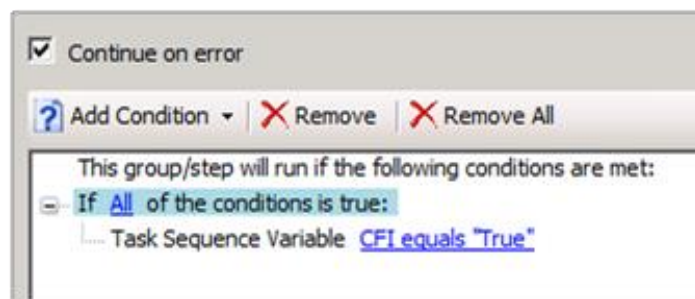 Continue on error
Add Condition Remove Remove All
This group/step will run if the following conditions are met:
If All of the conditions is true:
Task Sequence Variable CFI equals "True"